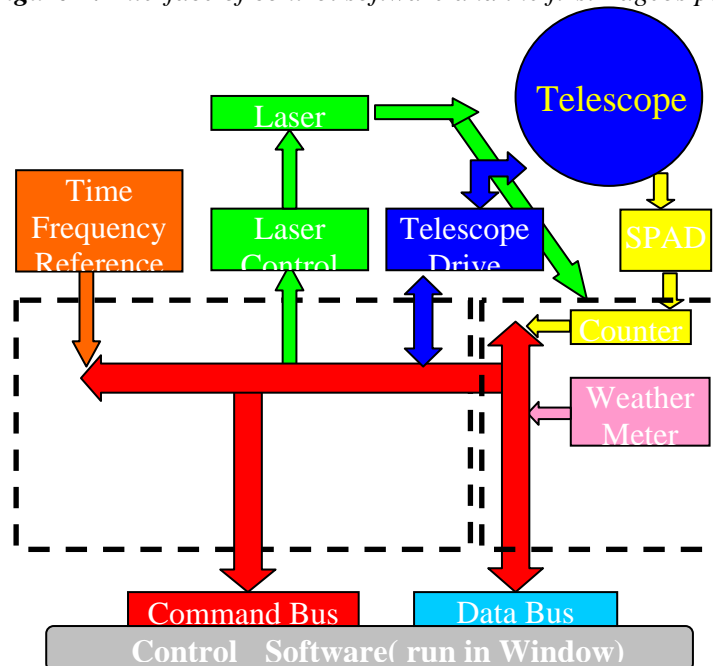 Telescope
Laser
Time
Frequency
Reference
Laser
Control
Telescope
Drive
SPAD
Counter
Weather
Meter
Command Bus
Data Bus
Control Software( run in Window)